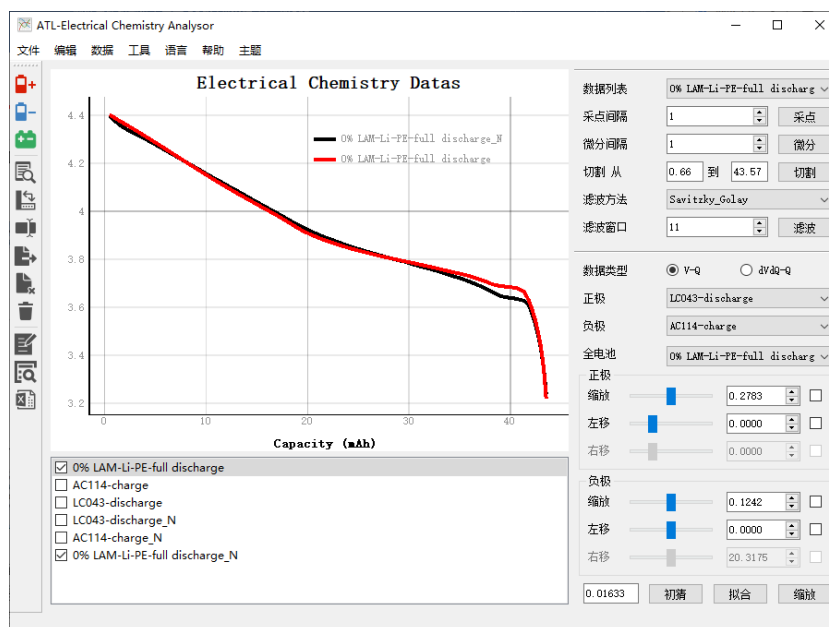 ATL-Electrical Chemistry Analysor
文件 编辑 数据 工具 语言 帮助 主题
Electrical Chemistry Datas
0% LAM-Li-PE-full discharge_N
0% LAM-Li-PE-full discharge
4.4
4.2
4
3.8
3.6
3.4
3.2
0 10 20 30 40
Capacity (mAh)
0% LAM-Li-PE-full discharge
AC114-charge
LC043-discharge
LC043-discharge_N
AC114-charge_N
0% LAM-Li-PE-full discharge_N
数据列表 0% LAM-Li-PE-full discharg
采点间隔 1 采点
微分间隔 1 微分
切割 从 0.66 到 43.57 切割
滤波方法 Savitzky_Golay
滤波窗口 11 滤波
数据类型 V-Q dVdQ-Q
正极 LC043-discharge
负极 AC114-charge
全电池 0% LAM-Li-PE-full discharg
正极
缩放 0.2783
左移 0.0000
右移 0.0000
负极
缩放 0.1242
左移 0.0000
右移 20.3175
0.01633 初猜 拟合 缩放